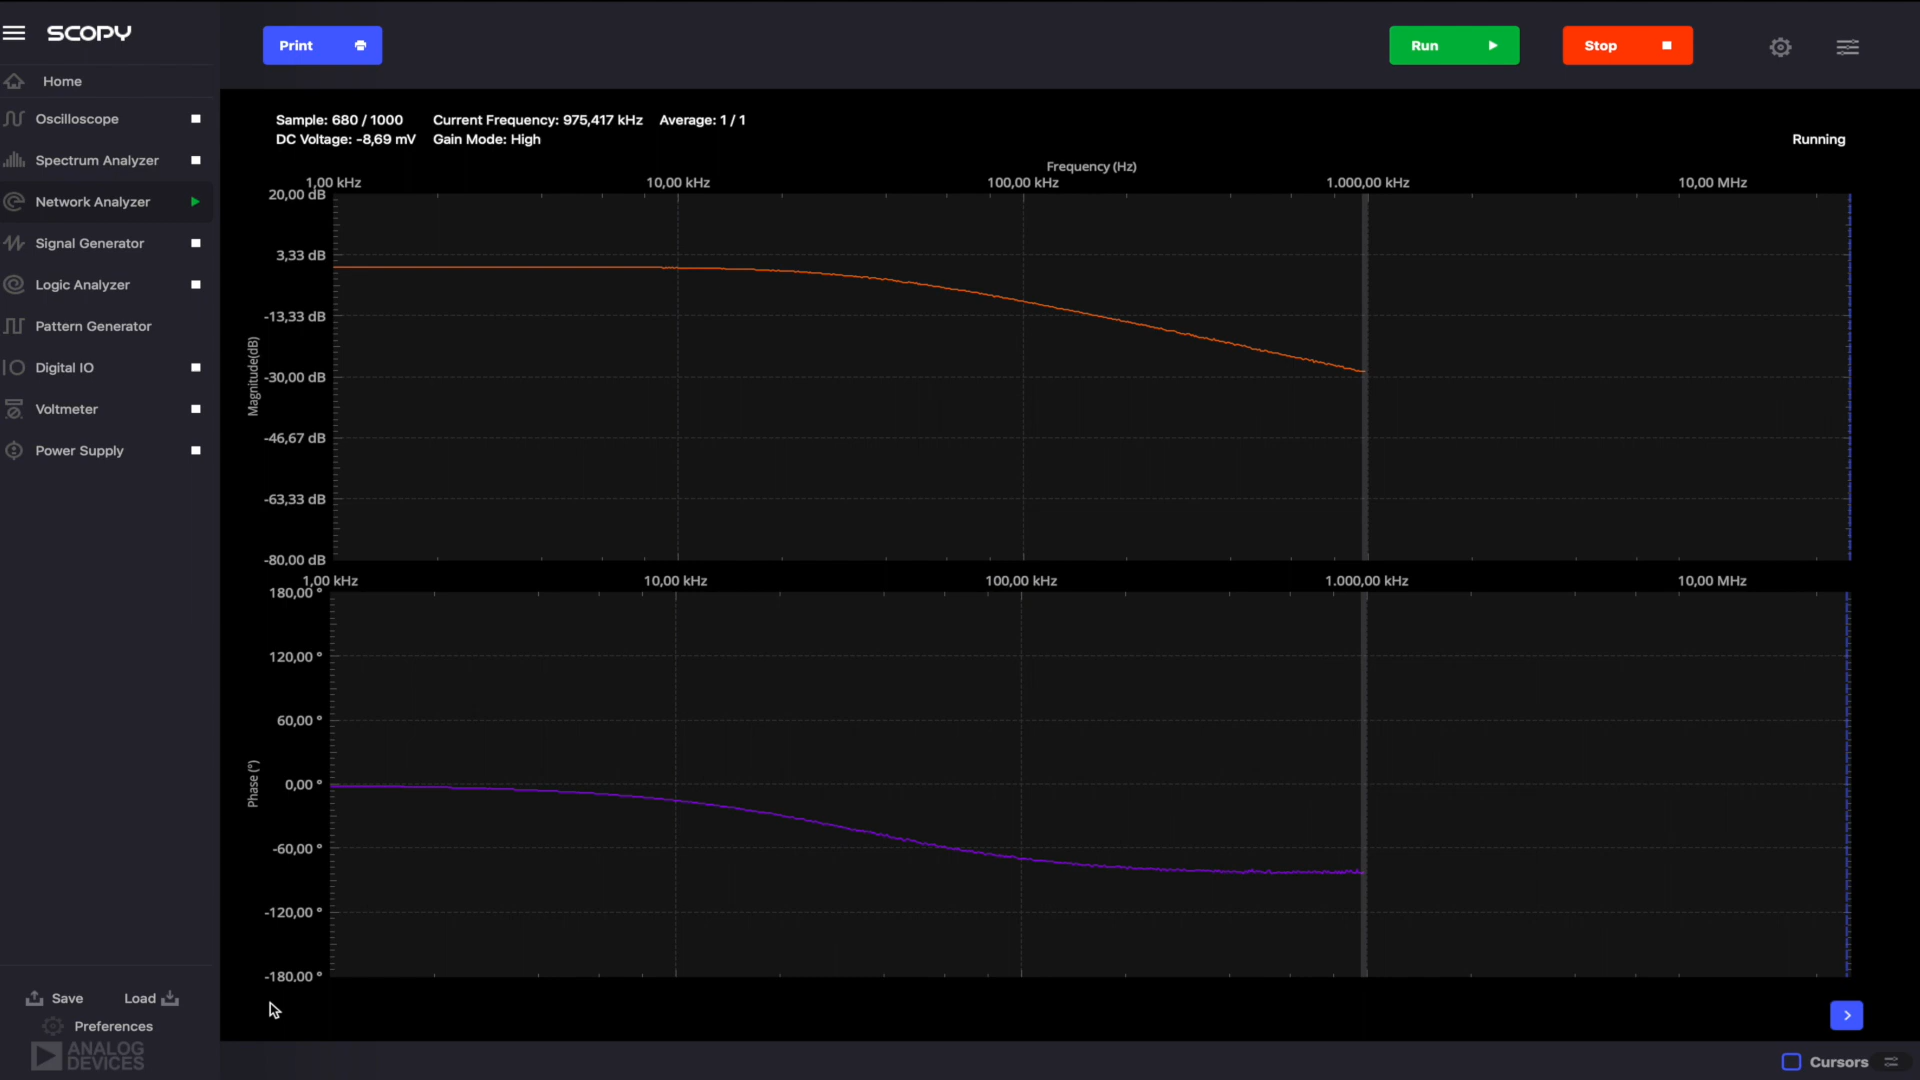 SCOPY
Print
Run
Stop
Home
Oscilloscope
Spectrum Analyzer
Network Analyzer
Signal Generator
Logic Analyzer
Pattern Generator
Digital IO
Voltmeter
Power Supply
Sample: 680 / 1000 Current Frequency: 975,417 kHz Average: 1 / 1
DC Voltage: -8,69 mV Gain Mode: High
Running
Frequency (Hz)
1,00 kHz 10,00 kHz 100,00 kHz 1.000,00 kHz 10,00 MHz
20,00 dB
3,33 dB
-13,33 dB
-30,00 dB
-46,67 dB
-63,33 dB
-80,00 dB
Magnitude(dB)
1,00 kHz 10,00 kHz 100,00 kHz 1.000,00 kHz 10,00 MHz
180,00 °
120,00 °
60,00 °
0,00 °
-60,00 °
-120,00 °
-180,00 °
Phase (°)
Save Load
Preferences
ANALOG
DEVICES
Cursors